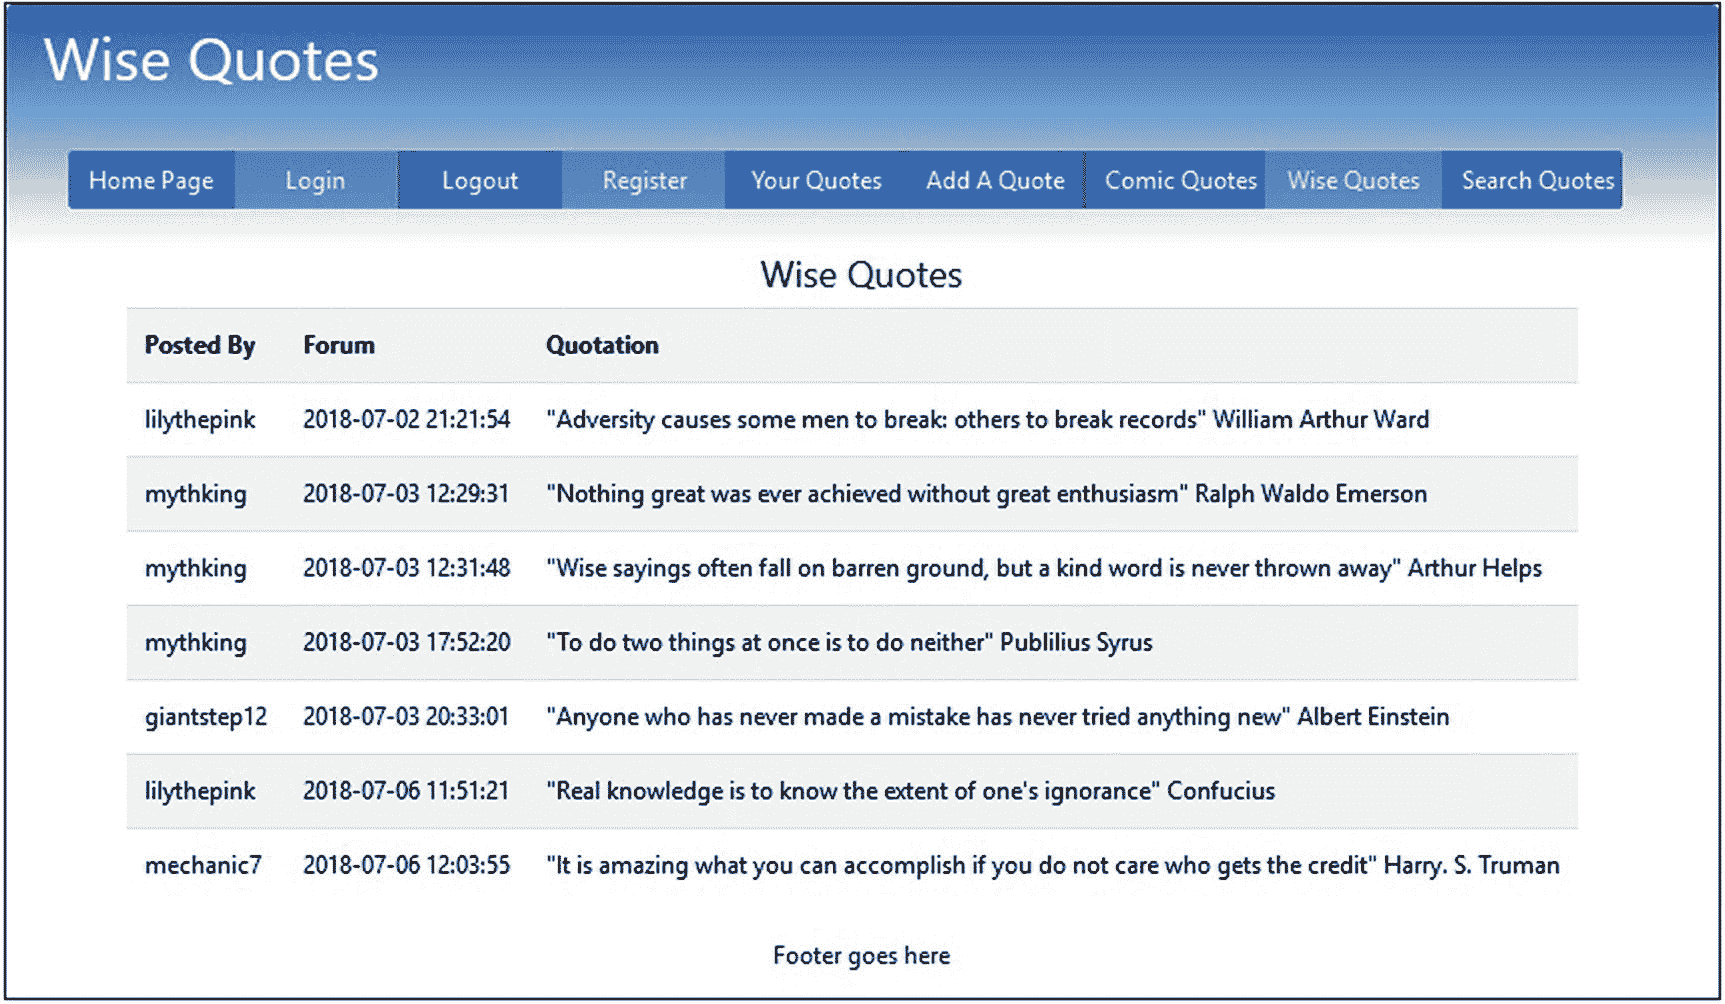 Wise Quotes
Home Page Login Logout Register Your Quotes Add A Quote Comic Quotes Wise Quotes Search Quotes
Wise Quotes
Posted By Forum Quotation
lilythepink 2018-07-02 21:21:54 "Adversity causes some men to break: others to break records" William Arthur Ward
mythking 2018-07-03 12:29:31 "Nothing great was ever achieved without great enthusiasm" Ralph Waldo Emerson
mythking 2018-07-03 12:31:48 "Wise sayings often fall on barren ground, but a kind word is never thrown away" Arthur Helps
mythking 2018-07-03 17:52:20 "To do two things at once is to do neither" Publilius Syrus
giantstep12 2018-07-03 20:33:01 "Anyone who has never made a mistake has never tried anything new" Albert Einstein
lilythepink 2018-07-06 11:51:21 "Real knowledge is to know the extent of one's ignorance" Confucius
mechanic7 2018-07-06 12:03:55 "It is amazing what you can accomplish if you do not care who gets the credit" Harry. S. Truman
Footer goes here